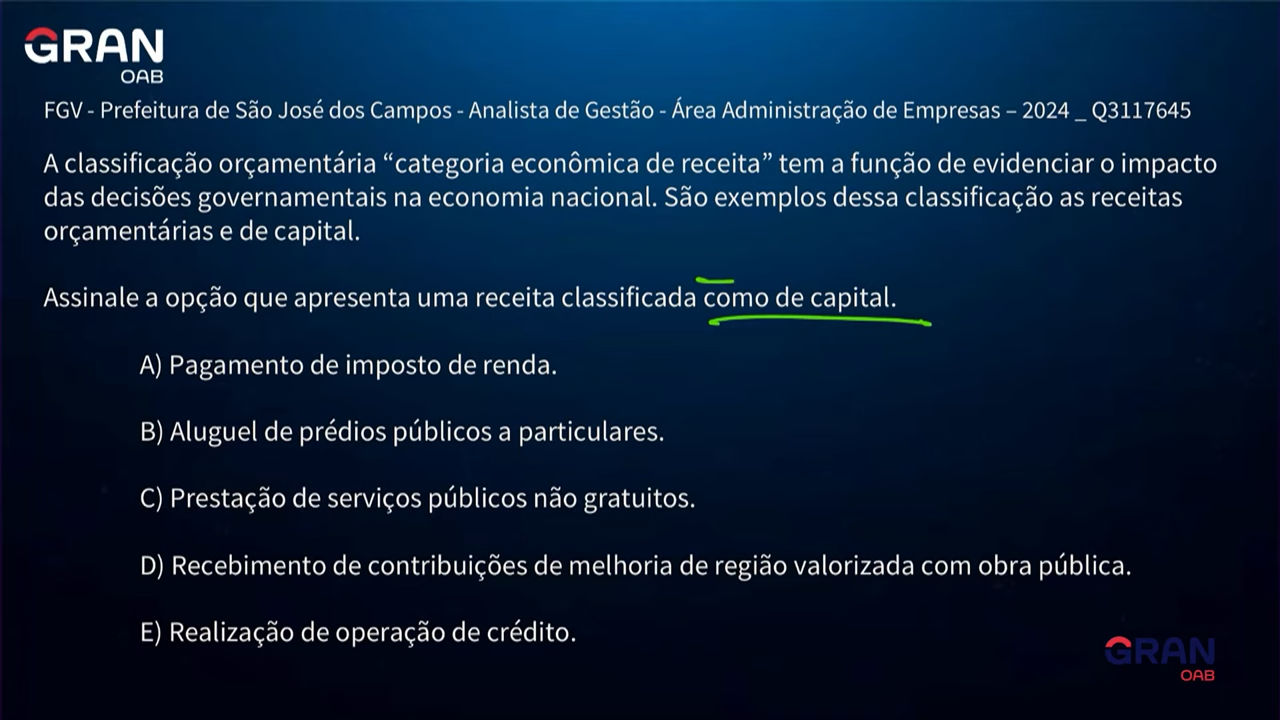 GRAN
OAB
FGV - Prefeitura de São José dos Campos - Analista de Gestão - Área Administração de Empresas – 2024 _ Q3117645
A classificação orçamentária “categoria econômica de receita” tem a função de evidenciar o impacto
das decisões governamentais na economia nacional. São exemplos dessa classificação as receitas
orçamentárias e de capital.
Assinale a opção que apresenta uma receita classificada como de capital.
A) Pagamento de imposto de renda.
B) Aluguel de prédios públicos a particulares.
C) Prestação de serviços públicos não gratuitos.
D) Recebimento de contribuições de melhoria de região valorizada com obra pública.
E) Realização de operação de crédito.
GRAN
OAB